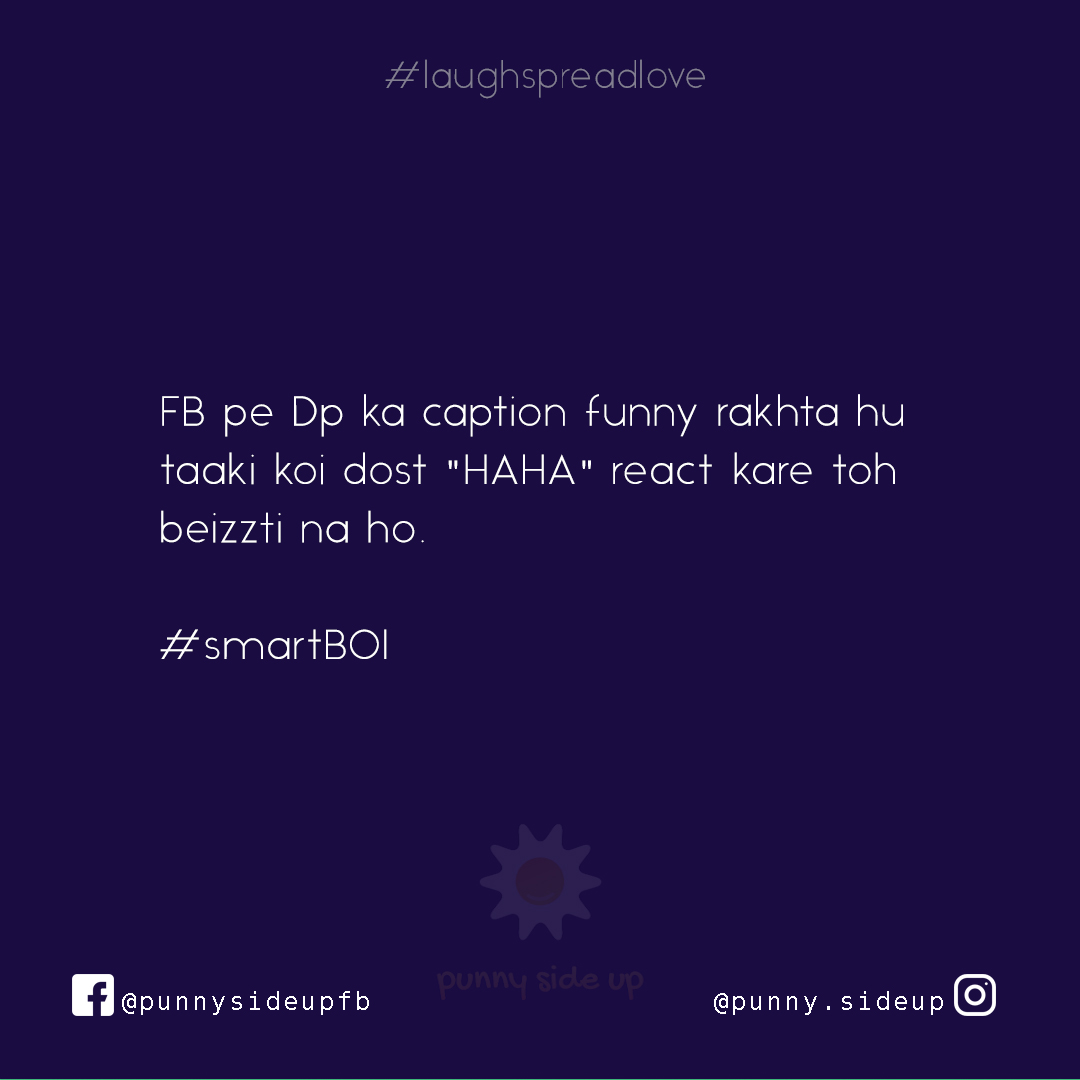 #laughspreadlove
FB pe Dp ka caption funny rakhta hu
taaki koi dost "HAHA" react kare toh
beizzti na ho.
#smartBOI
punny side up
@punnysideupfb
@punny.sideup